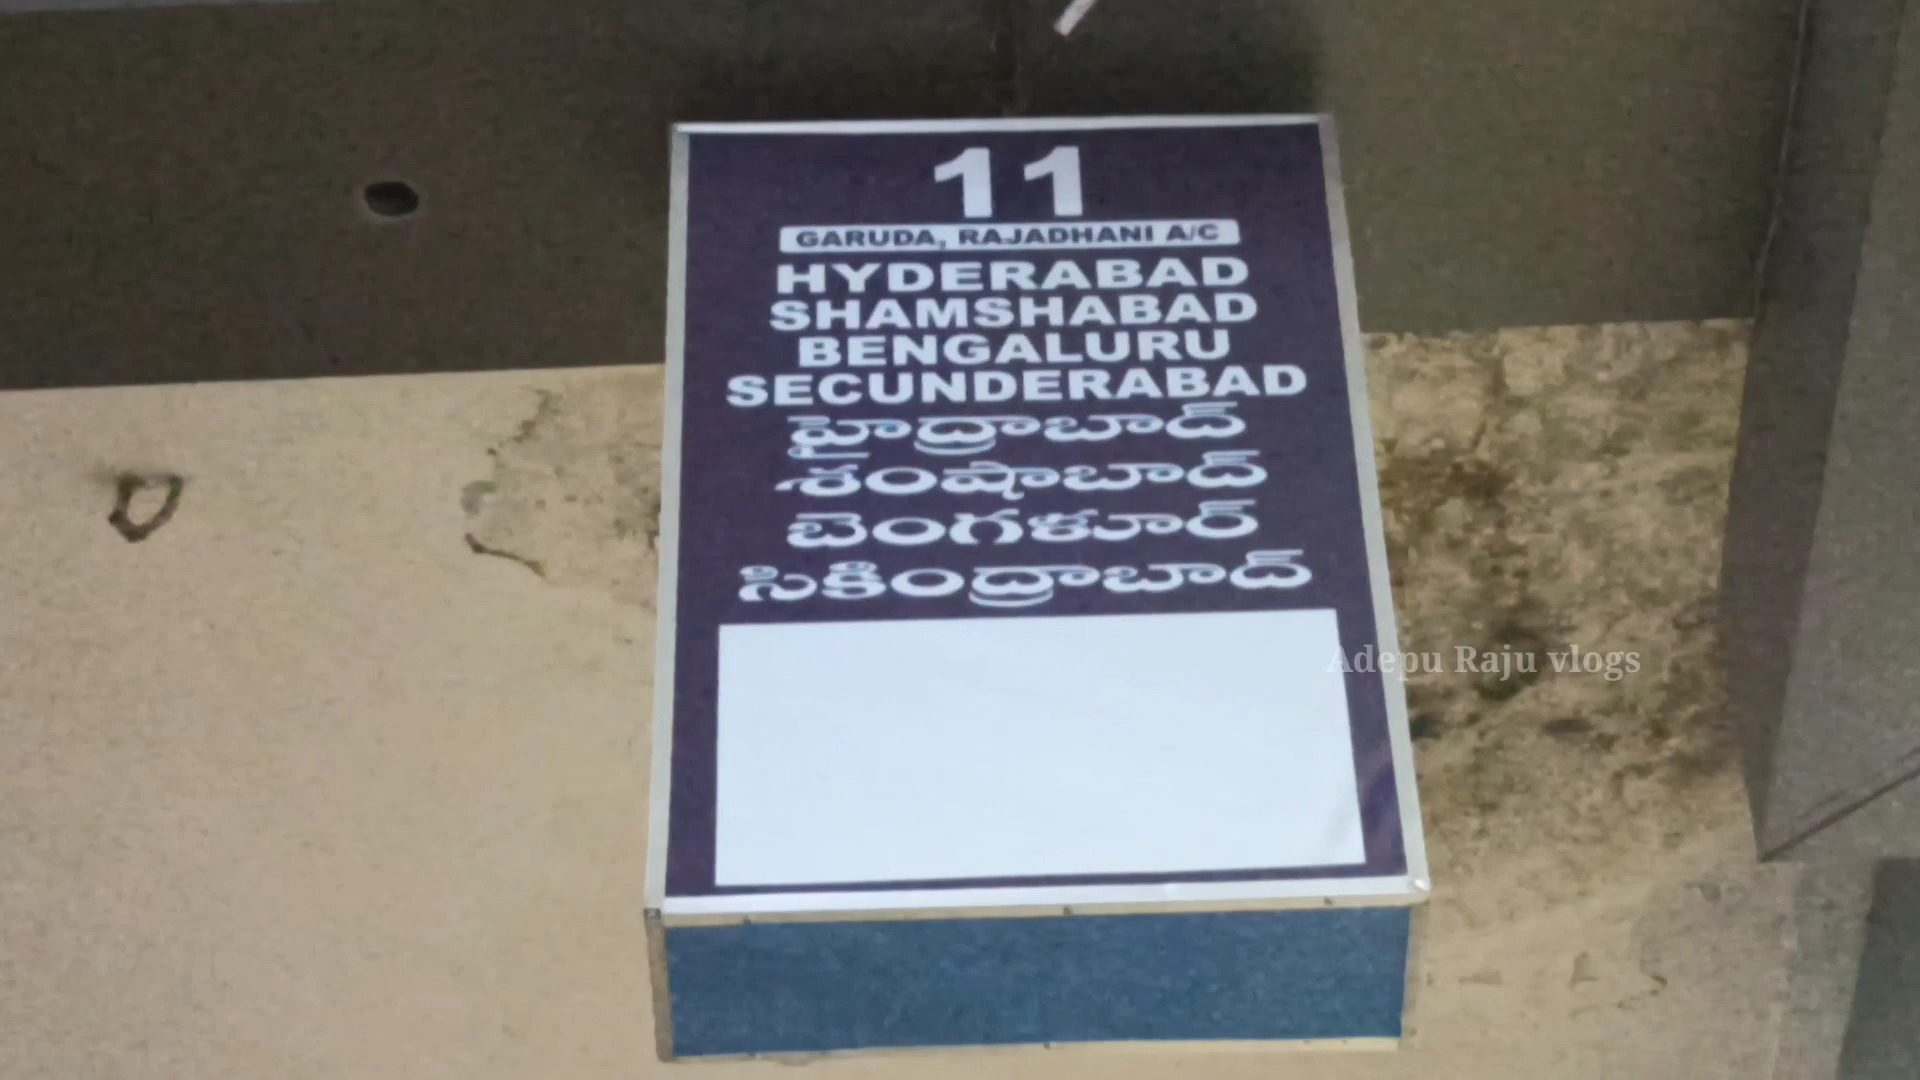 11
GARUDA, RAJADHANI A/C
HYDERABAD
SHAMSHABAD
BENGALURU
SECUNDERABAD
హైద్రాబాద్
శంషాబాద్
బెంగళూర్
సికింద్రాబాద్
Adepu Raju vlogs